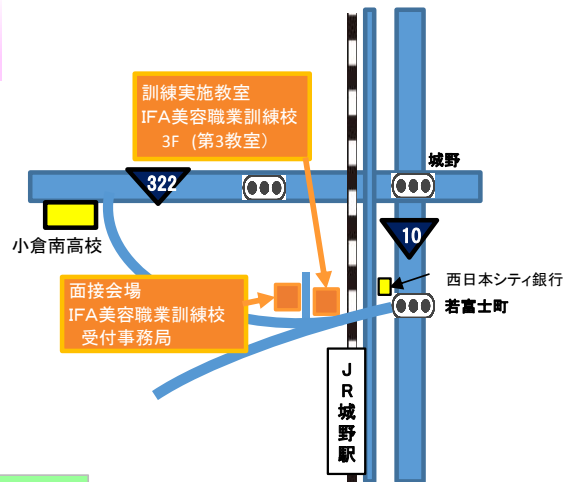 訓練実施教室
IFA美容職業訓練校
3F (第3教室)
城野
322
小倉南高校
10
西日本シティ銀行
面接会場
IFA美容職業訓練校
受付事務局
若富士町
JR城野駅